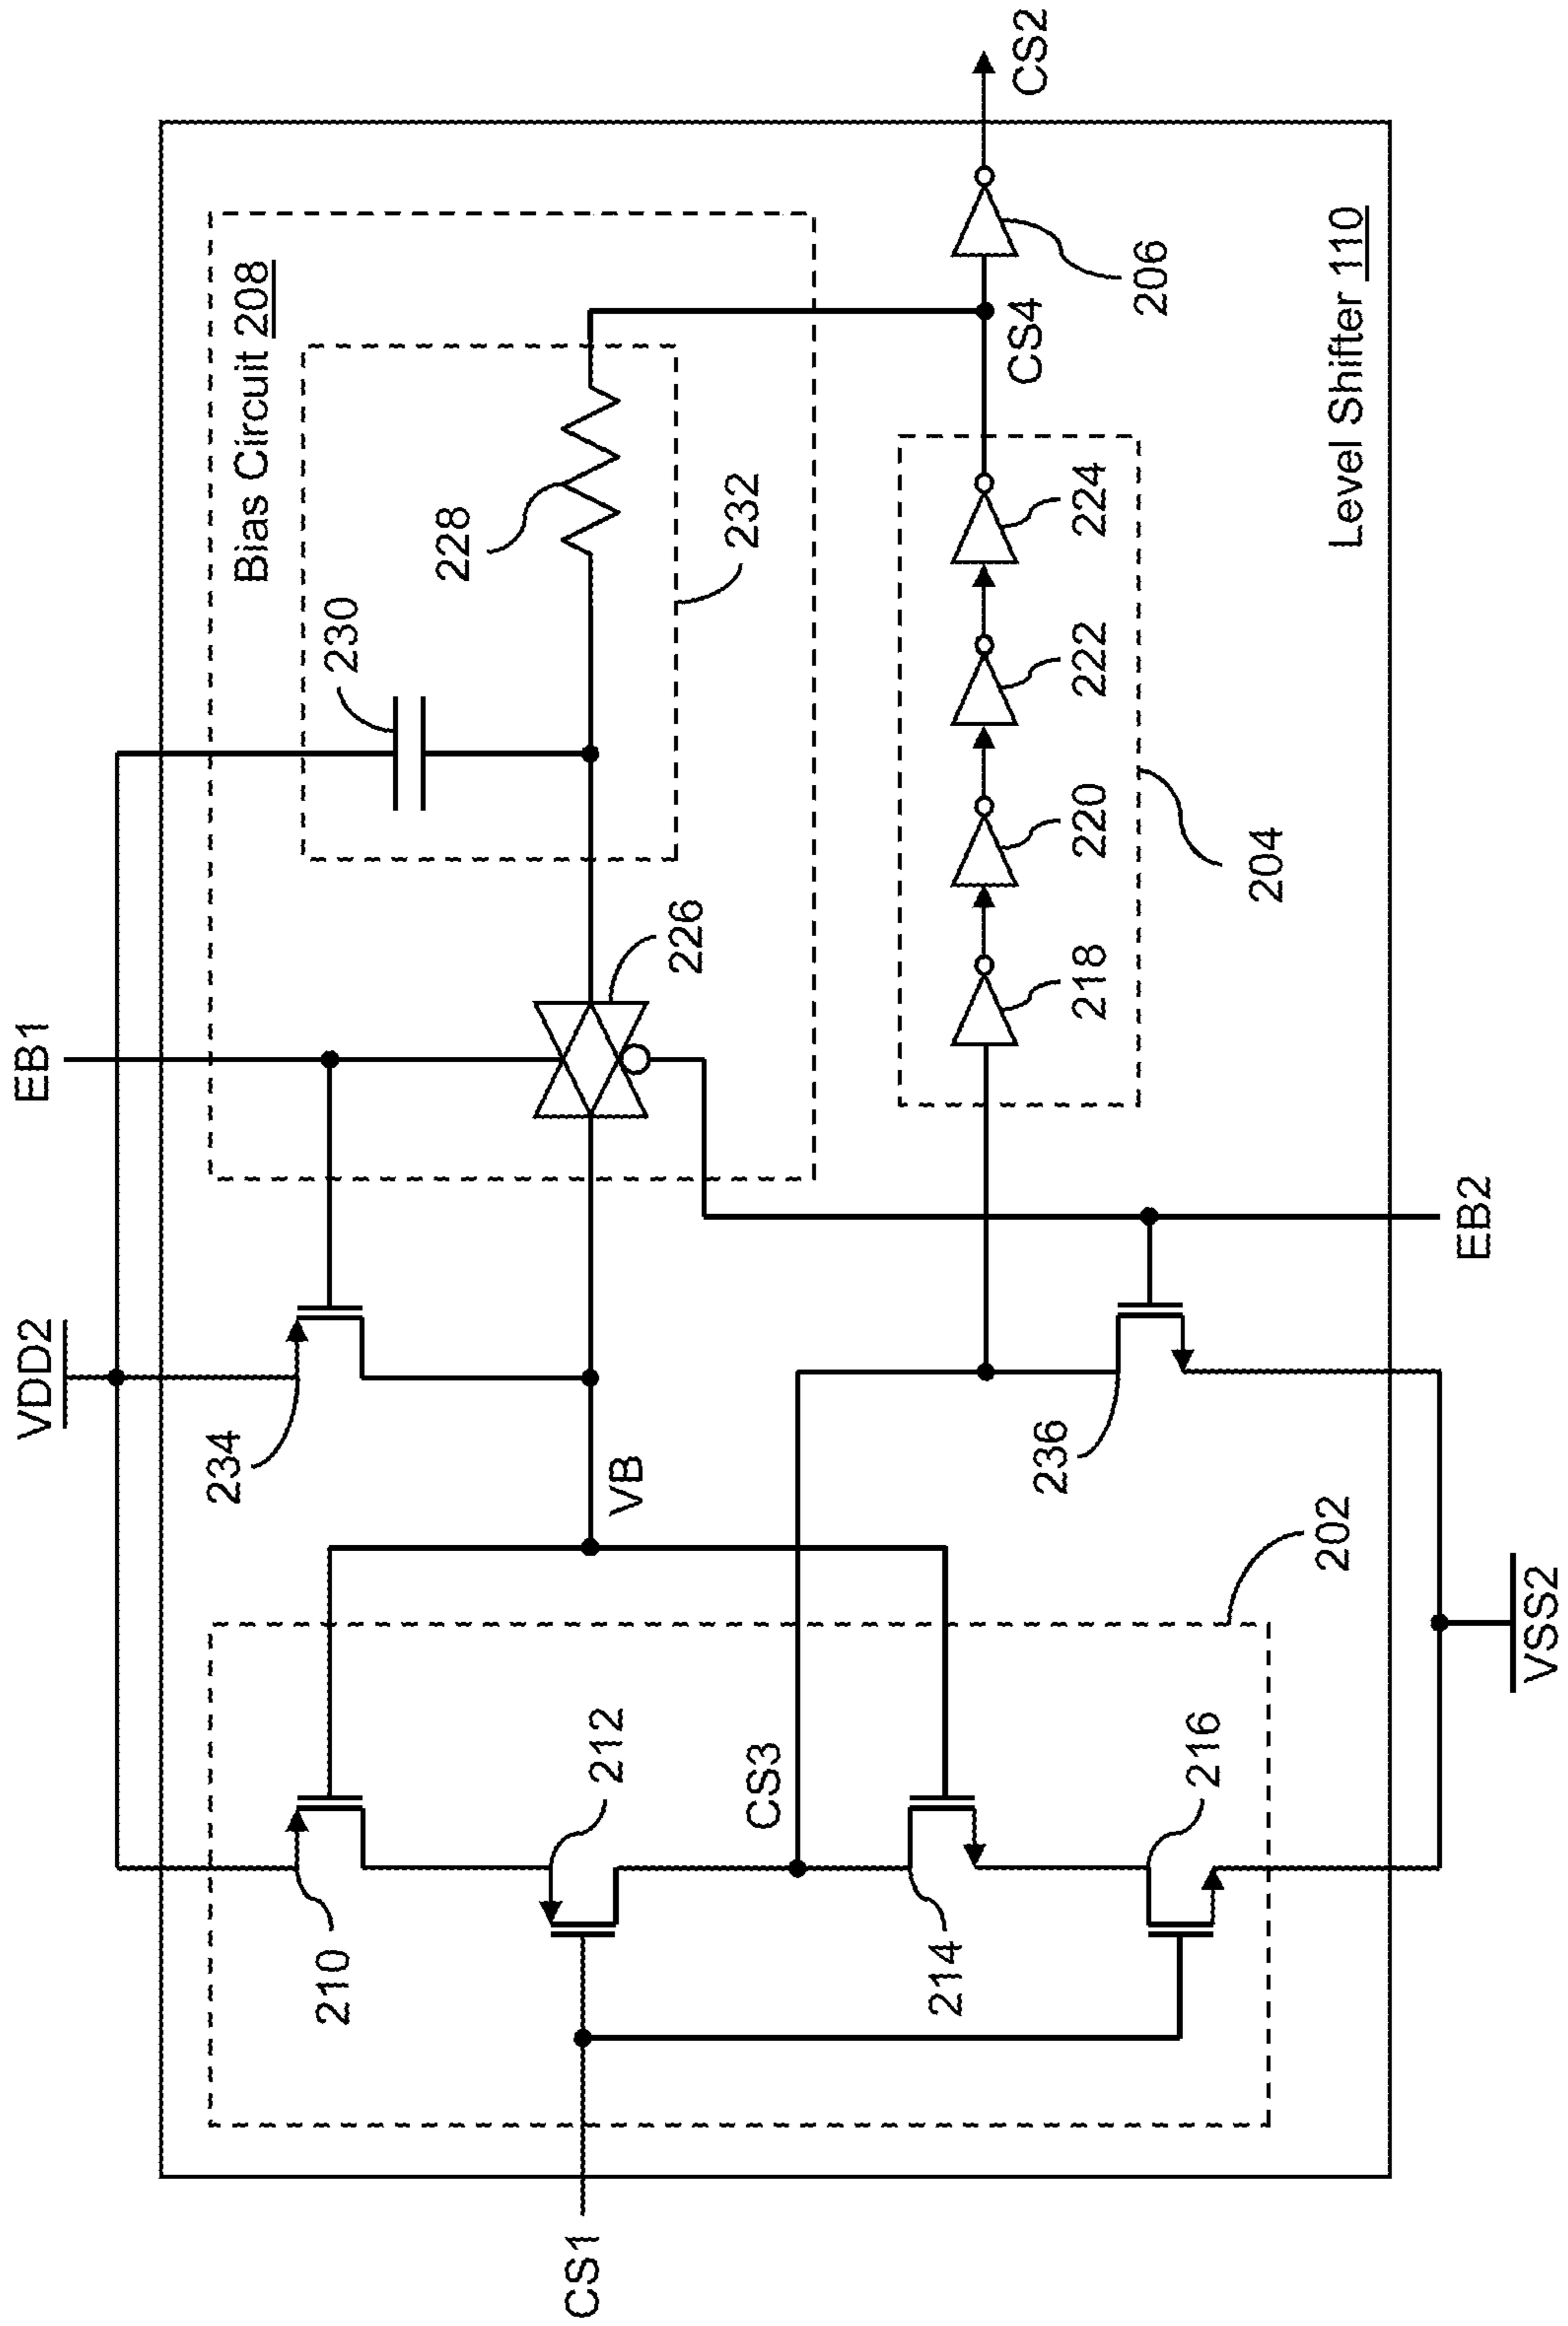 EB1
VDD2
Bias Circuit 208
230
228
232
226
234
VB
CS2
206
CS4
224
222
220
218
204
Level Shifter 110
236
EB2
202
VSS2
210
212
CS3
214
216
CS1